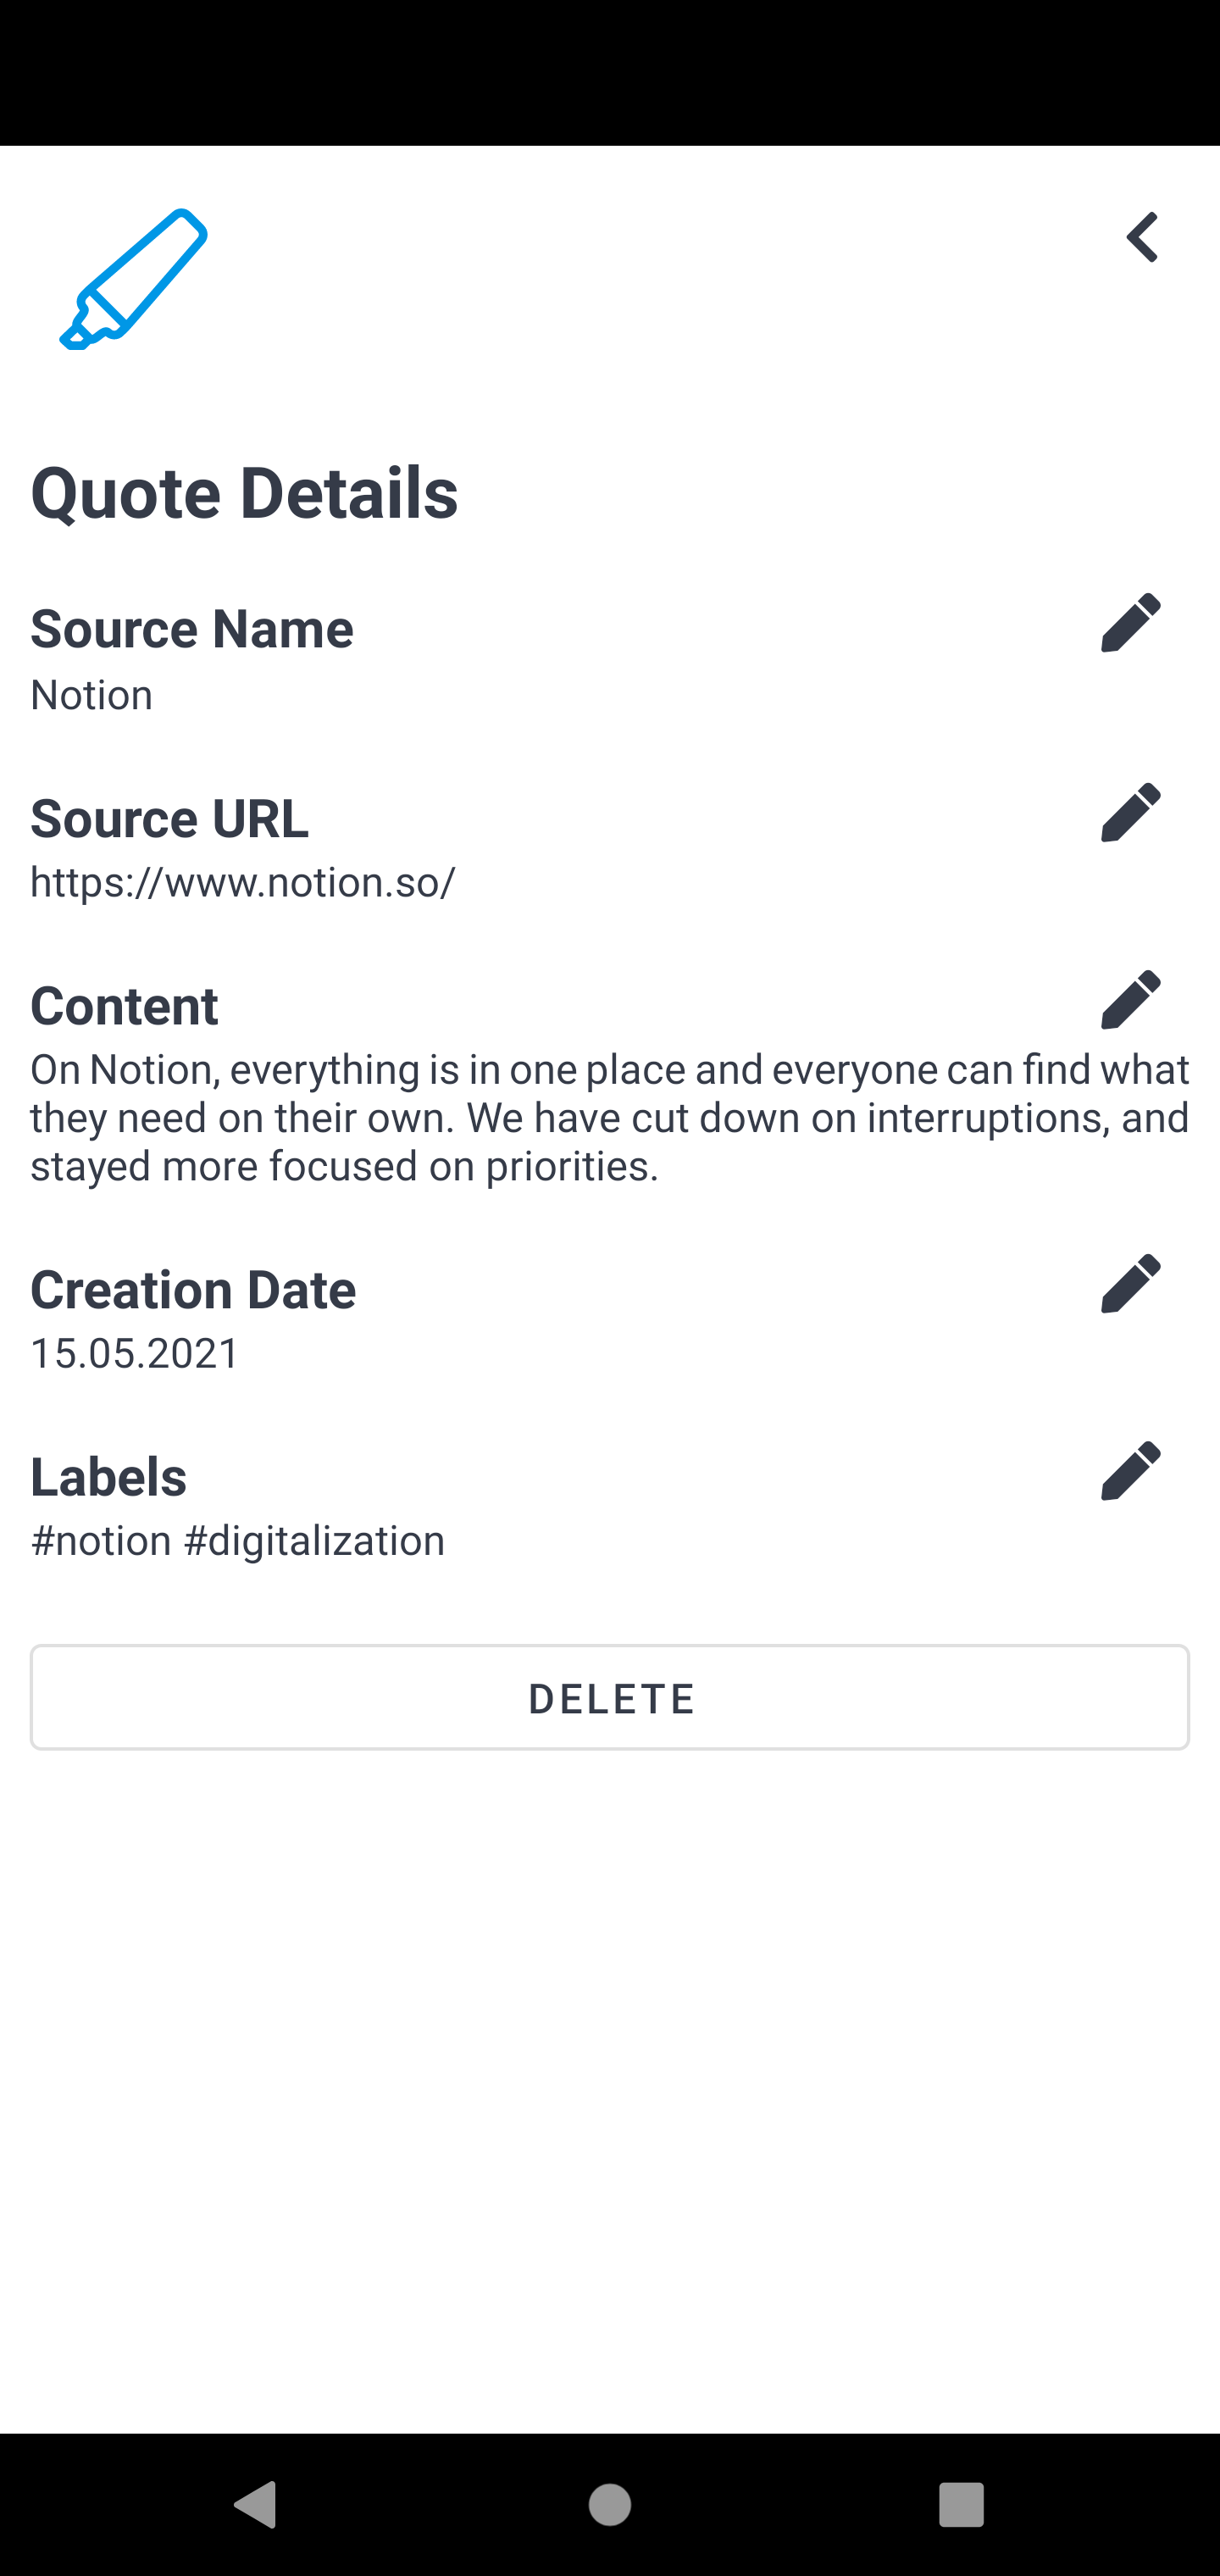 Quote Details
Source Name
Notion
Source URL
https://www.notion.so/
Content
On Notion, everything is in one place and everyone can find what
they need on their own. We have cut down on interruptions, and
stayed more focused on priorities.
Creation Date
15.05.2021
Labels
#notion #digitalization
DELETE